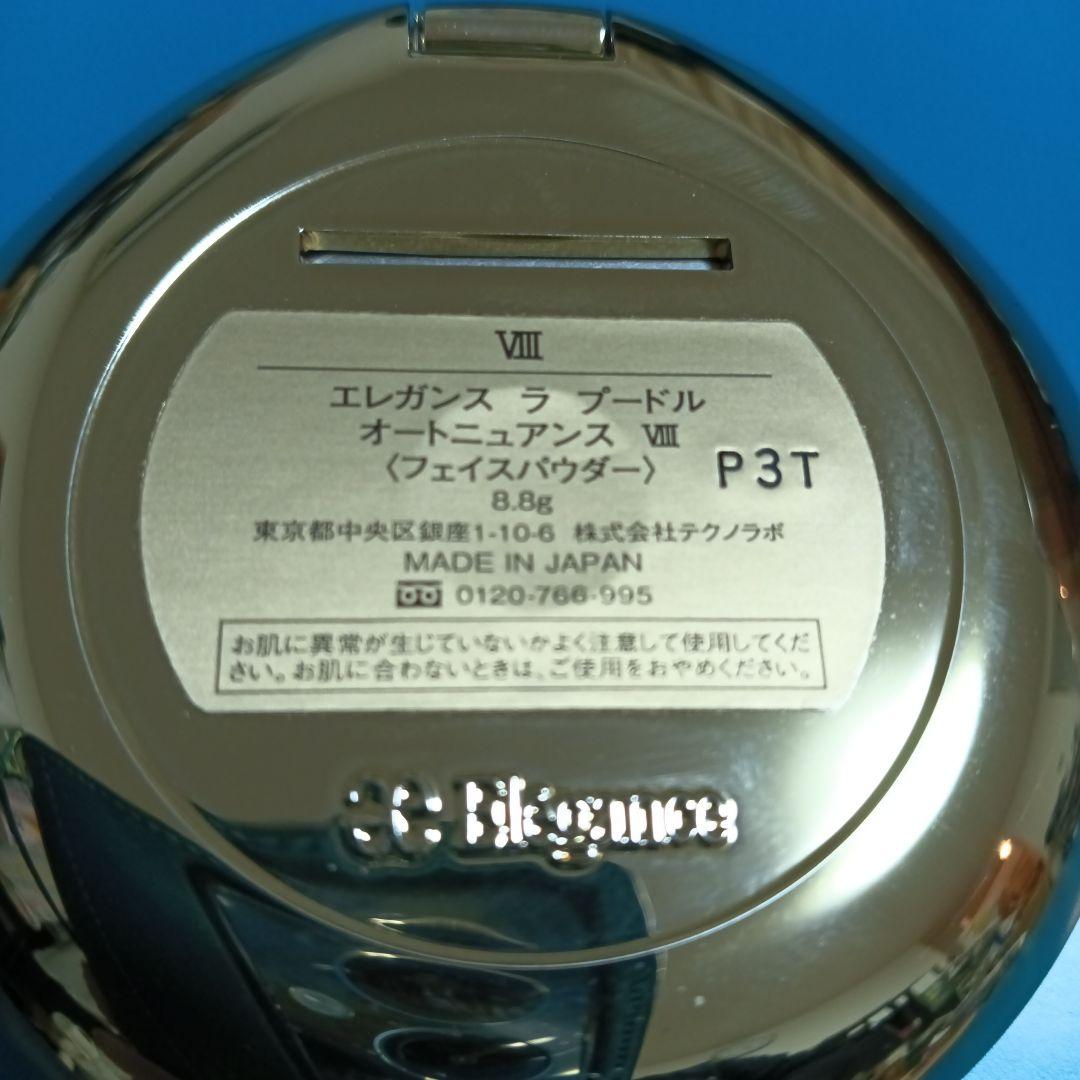 Ⅷ
エレガンス ラ プードル
オートニュアンス Ⅷ
〈フェイスパウダー〉
P3T
8.8g
東京都中央区銀座1-10-6 株式会社テクノラボ
MADE IN JAPAN
0120-766-995
お肌に異常が生じていないかよく注意して使用してくだ
さい。お肌に合わないときは、ご使用をおやめください。
Elégance